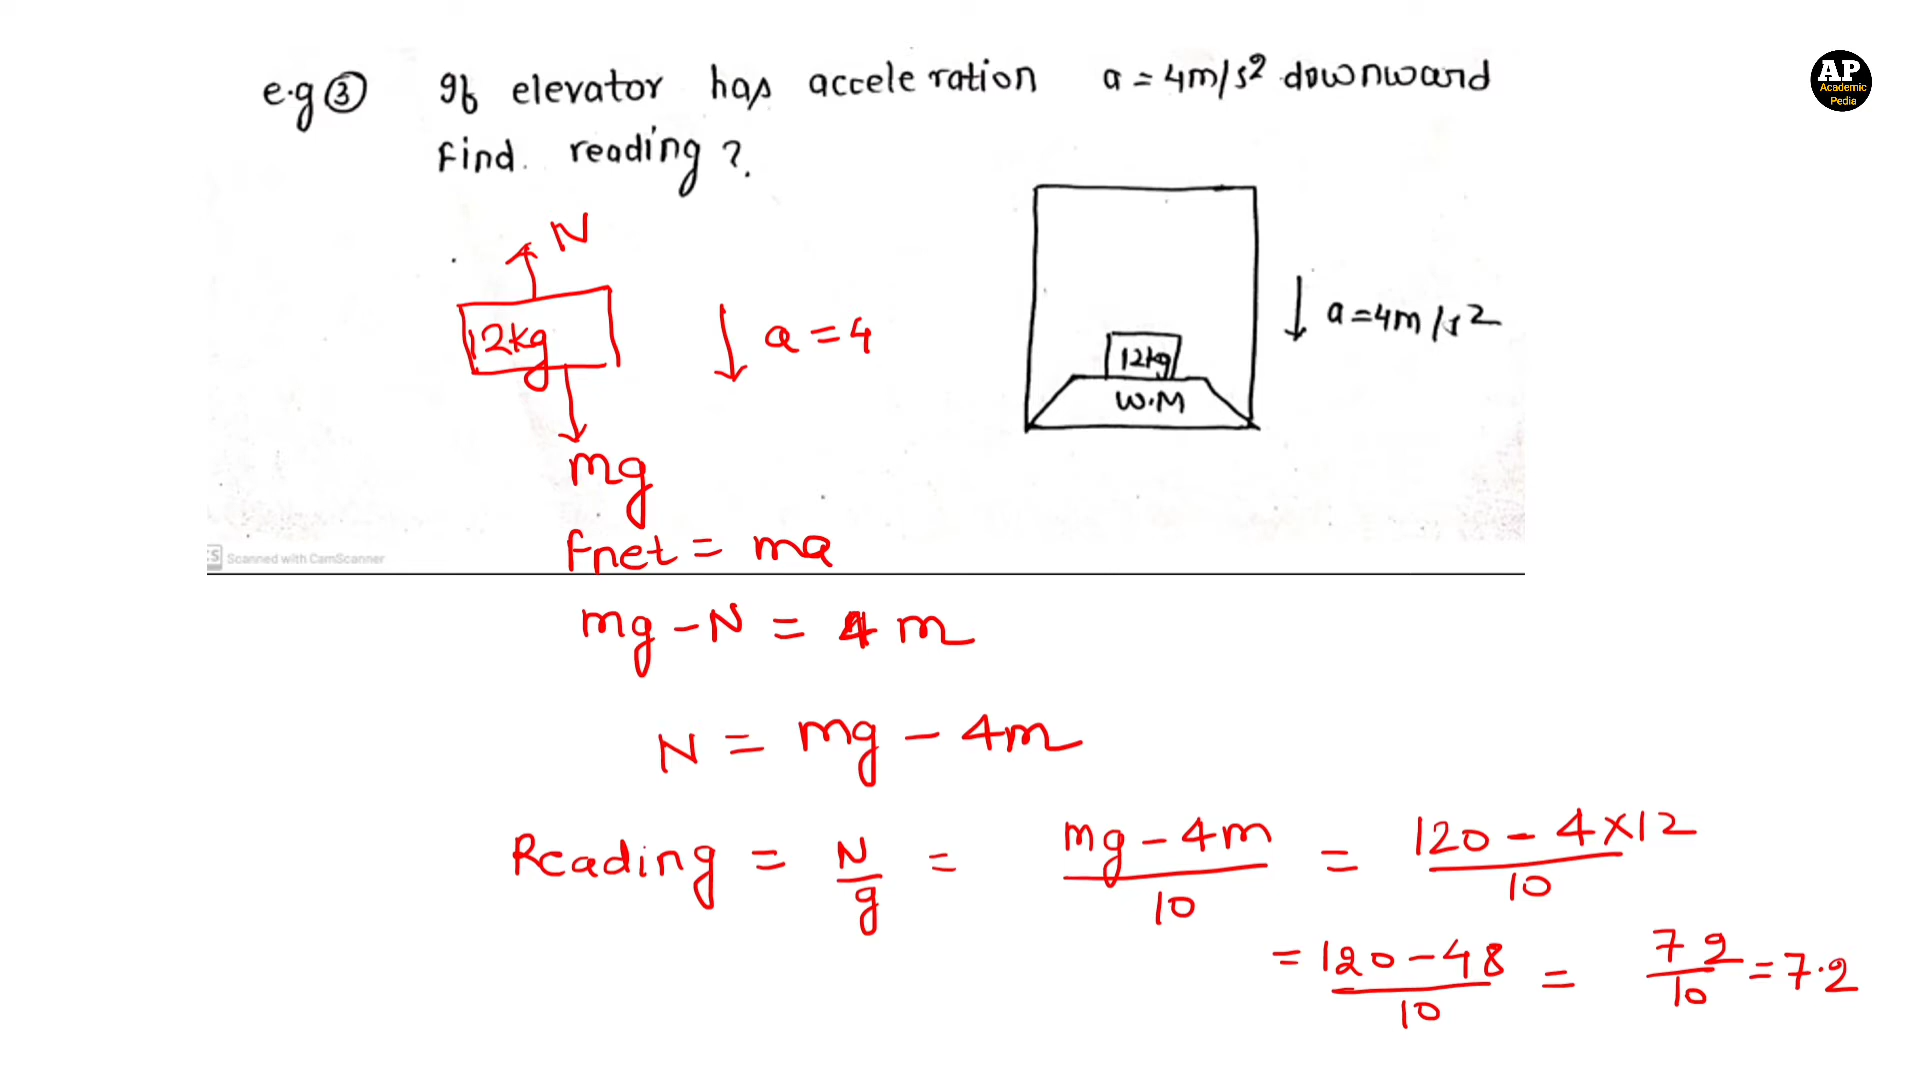 e.g ③ If elevator has acceleration a = 4m/s² downward
Find. reading ?.
N
12kg
a = 4
mg
a = 4m/s²
12kg
W.M
Fnet = ma
mg - N = 4 m
N = mg - 4m
Reading = N/g = (mg - 4m)/10 = (120 - 4×12)/10
= (120 - 48)/10 = 72/10 = 7.2
CS Scanned with CamScanner
AP
Academic
Pedia